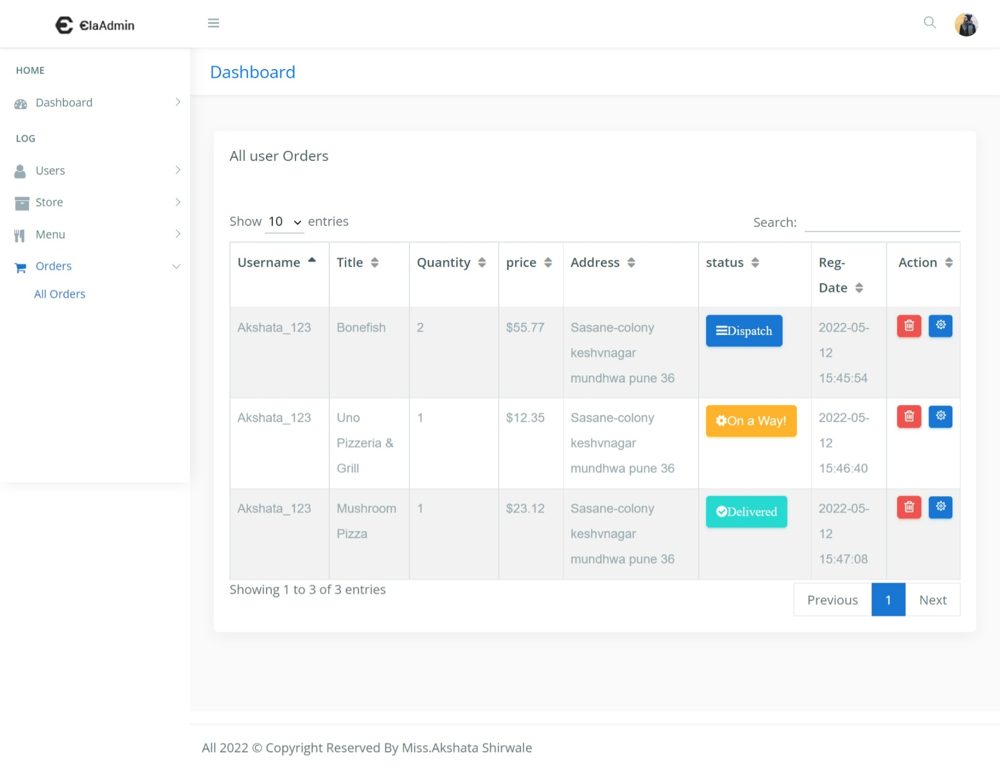 ElaAdmin
HOME
Dashboard
LOG
Users
Store
Menu
Orders
All Orders
Dashboard
All user Orders
Show 10 entries
Search:
Username Title Quantity price Address status Reg- Action
Date
Akshata_123 Bonefish 2 $55.77 Sasane-colony Dispatch 2022-05-
keshvnagar 12
mundhwa pune 36 15:45:54
Akshata_123 Uno 1 $12.35 Sasane-colony On a Way! 2022-05-
Pizzeria & keshvnagar 12
Grill mundhwa pune 36 15:46:40
Akshata_123 Mushroom 1 $23.12 Sasane-colony Delivered 2022-05-
Pizza keshvnagar 12
mundhwa pune 36 15:47:08
Showing 1 to 3 of 3 entries
Previous 1 Next
All 2022 © Copyright Reserved By Miss.Akshata Shirwale